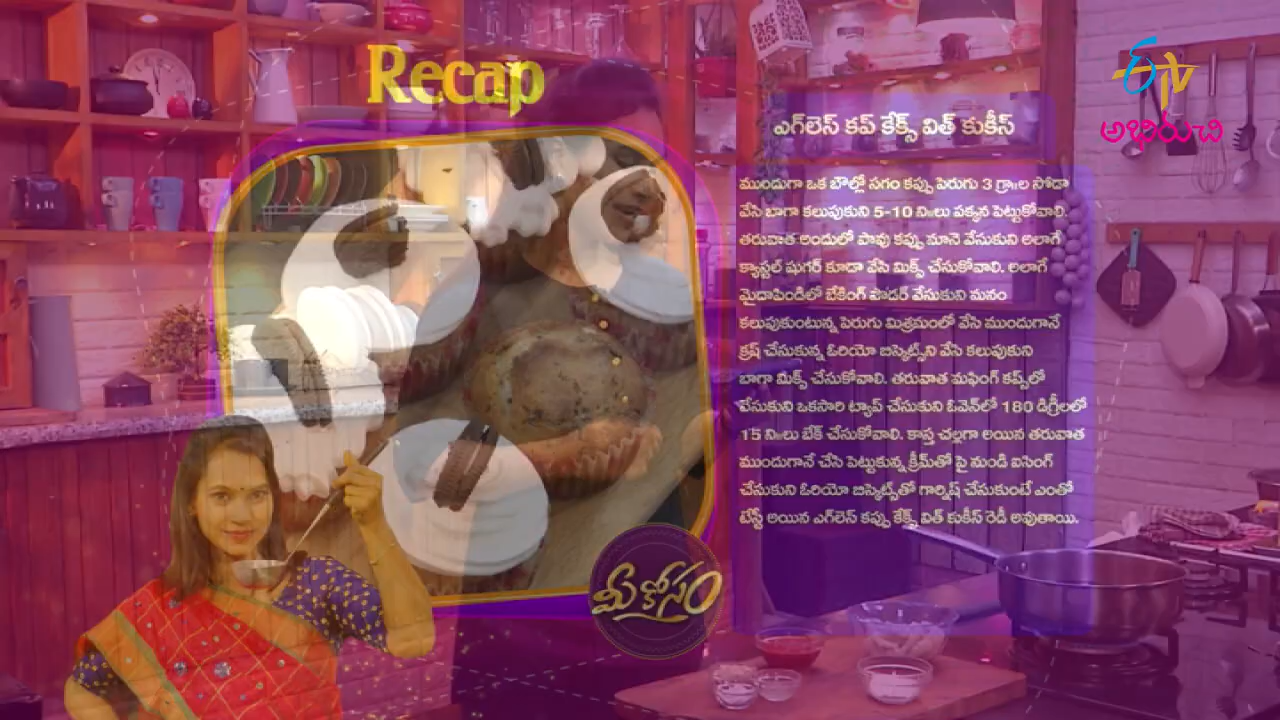 Recap
ETV
అభిరుచి
ఎగ్‌లెస్ కప్ కేక్స్ విత్ కుకీస్
ముందుగా ఒక బౌల్లో సగం కప్పు పెరుగు 3 గ్రా॥ల సోడా
వేసి బాగా కలుపుకుని 5-10 ని॥లు పక్కన పెట్టుకోవాలి.
తరువాత అందులో పావు కప్పు నూనె వేసుకుని అలాగే
క్యాస్టల్ షుగర్ కూడా వేసి మిక్స్ చేసుకోవాలి. అలాగే
మైదాపిండిలో బేకింగ్ పౌడర్ వేసుకుని మనం
కలుపుకుంటున్న పెరుగు మిశ్రమంలో వేసి ముందుగానే
క్రష్ చేసుకున్న ఓరియో బిస్కెట్స్‌ని వేసి కలుపుకుని
బాగా మిక్స్ చేసుకోవాలి. తరువాత మఫింగ్ కప్స్‌లో
వేసుకుని ఒకసారి ట్యాప్ చేసుకుని ఓవెన్‌లో 180 డిగ్రీలలో
15 ని॥లు బేక్ చేసుకోవాలి. కాస్త చల్లగా అయిన తరువాత
ముందుగానే చేసి పెట్టుకున్న క్రీమ్‌తో పై నుండి ఐసింగ్
చేసుకుని ఓరియో బిస్కెట్స్‌తో గార్నిష్ చేసుకుంటే ఎంతో
టేస్టీ అయిన ఎగ్‌లెస్ కప్పు కేక్స్ విత్ కుకీస్ రెడీ అవుతాయి.
మీ కోసం